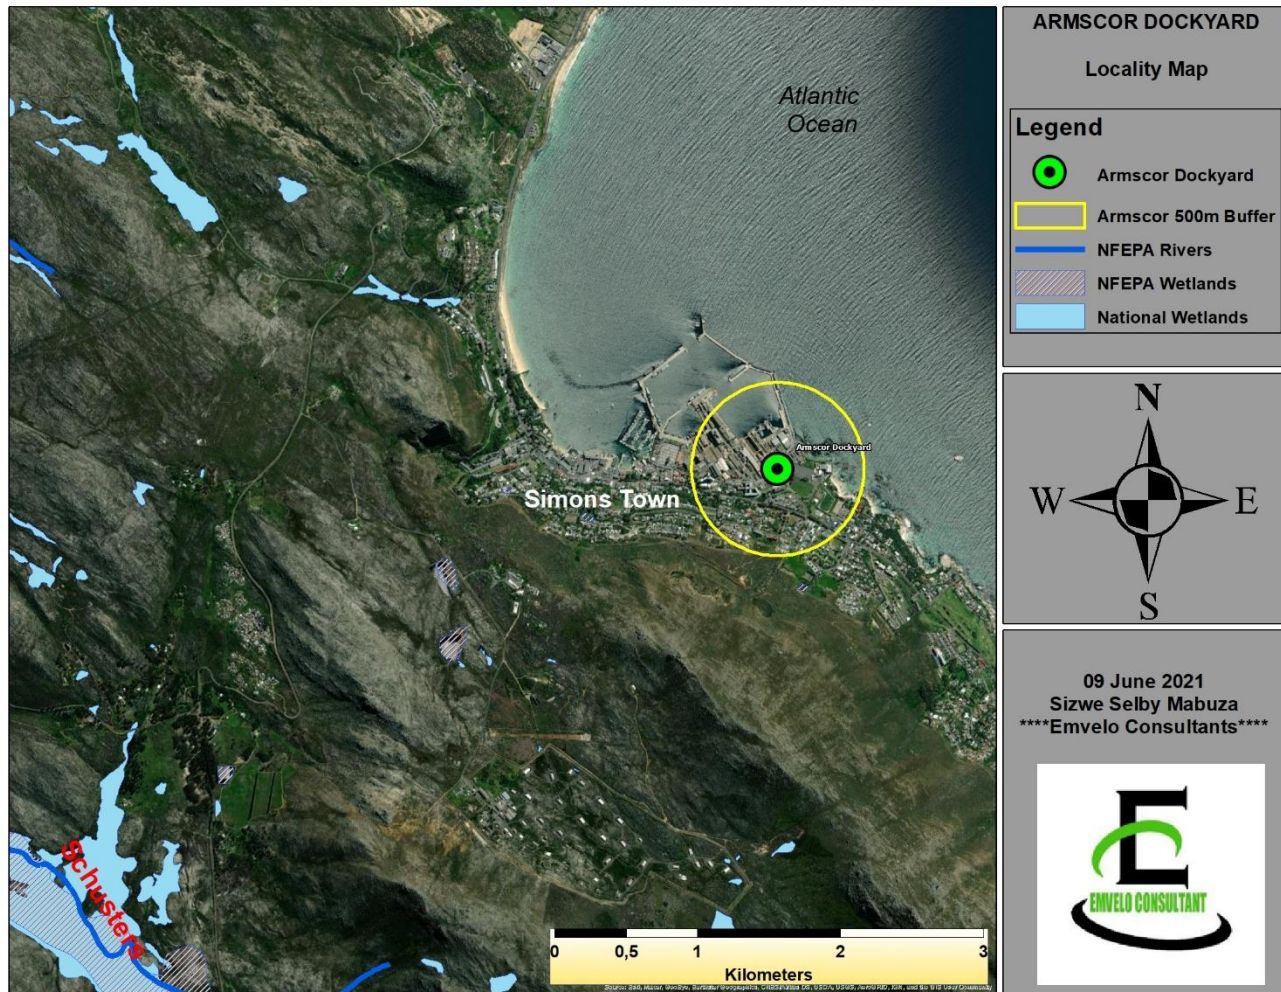 ARMSCOR DOCKYARD
Locality Map
Legend
Armscor Dockyard
Armscor 500m Buffer
NFEPA Rivers
NFEPA Wetlands
National Wetlands
Atlantic
Ocean
Armscor Dockyard
Simons Town
Schusters
0 0,5 1 2 3
Kilometers
N
W E
S
09 June 2021
Sizwe Selby Mabuza
****Emvelo Consultants****
E
EMVELO CONSULTANT